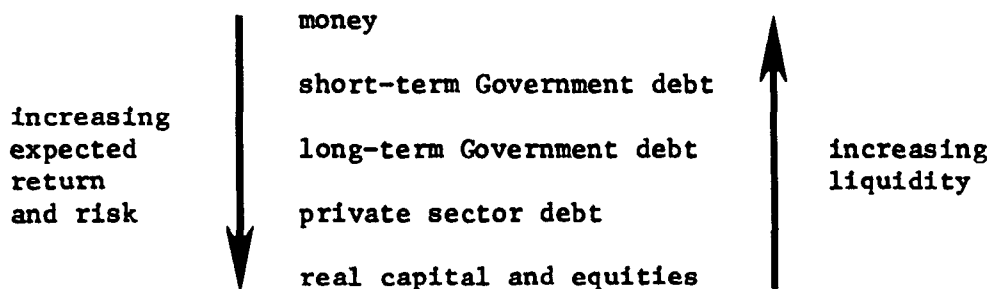 money
short-term Government debt
increasing
expected
return
and risk
long-term Government debt
private sector debt
real capital and equities
increasing
liquidity